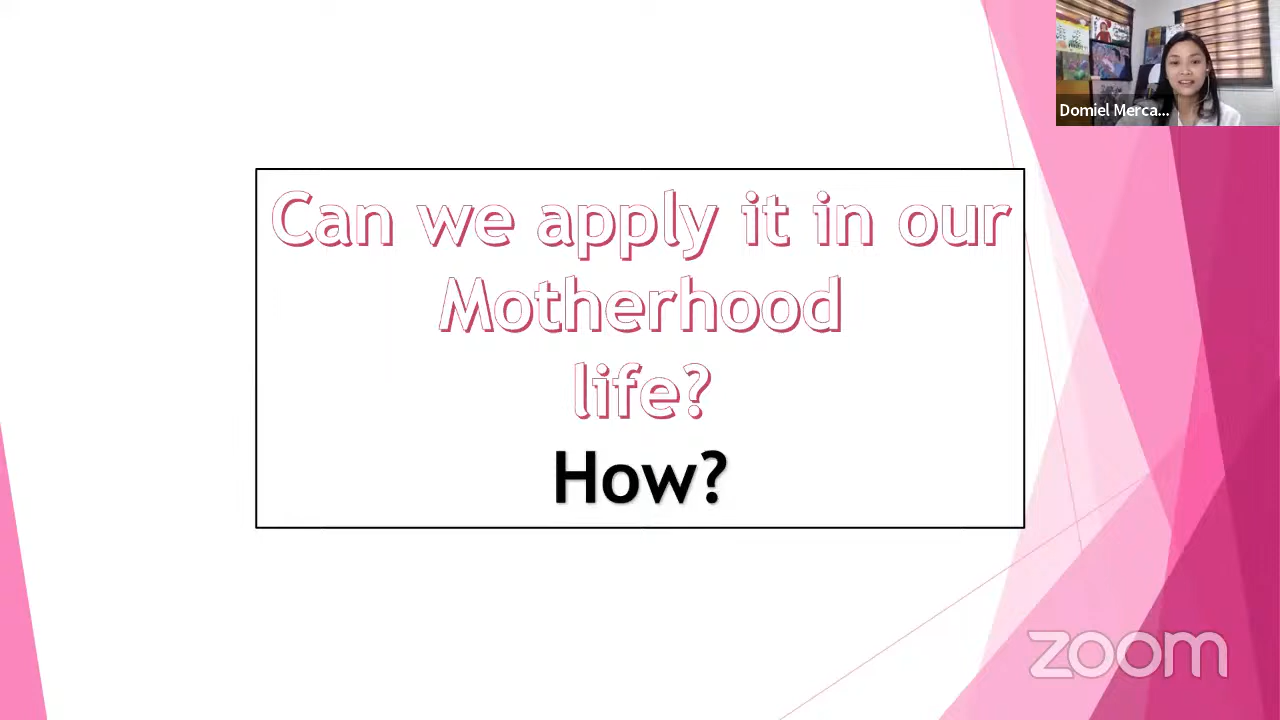 Domiel Merca...
Can we apply it in our
Motherhood
life?
How?
zoom